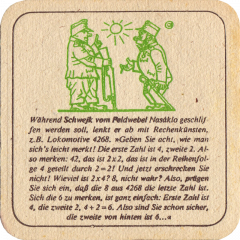 Während Schwejk vom Feldwebel Nasáklo geschlif-
fen werden soll, lenkt er ab mit Rechenkünsten,
z.B. Lokomotive 4268. »Geben Sie acht, wie man
sich's leicht merkt! Die erste Zahl ist 4, zweite 2. Al-
so merken: 42, das ist 2x2, das ist in der Reihenfol-
ge 4 geteilt durch 2=2! Und jetzt erschrecken Sie
nicht! Wieviel ist 2x4? 8, nicht wahr? Also, prägen
Sie sich ein, daß die 8 aus 4268 die letzte Zahl ist.
Sich die 6 zu merken, ist ganz einfach: Erste Zahl ist
4, die zweite 2, 4+2=6. Also sind Sie schon sicher,
die zweite von hinten ist 6...«